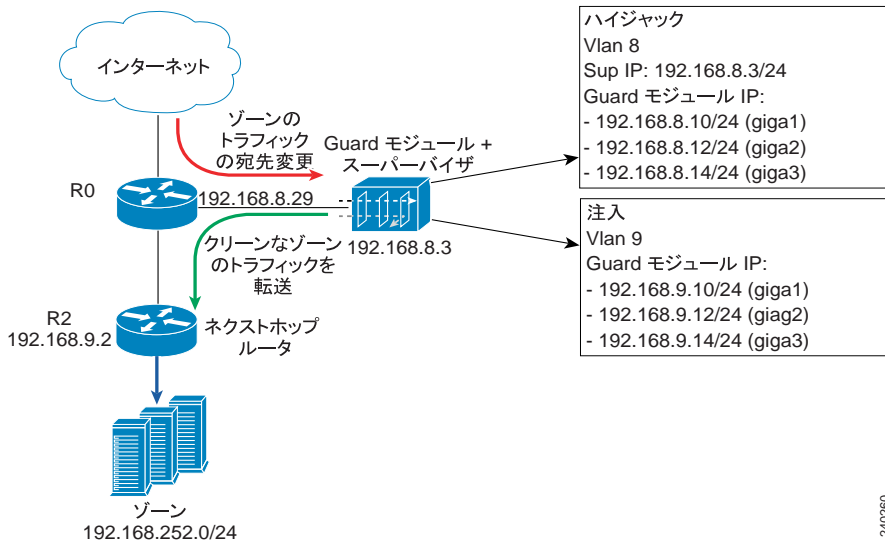 インターネット
ゾーンの
トラフィック
の宛先変更
Guard モジュール +
スーパーバイザ
R0
192.168.8.29
192.168.8.3
クリーンなゾーン
のトラフィックを
転送
R2
192.168.9.2
ネクストホップ
ルータ
ゾーン
192.168.252.0/24
ハイジャック
Vlan 8
Sup IP: 192.168.8.3/24
Guard モジュール IP:
- 192.168.8.10/24 (giga1)
- 192.168.8.12/24 (giga2)
- 192.168.8.14/24 (giga3)
注入
Vlan 9
Guard モジュール IP:
- 192.168.9.10/24 (giga1)
- 192.168.9.12/24 (giag2)
- 192.168.9.14/24 (giga3)
240269